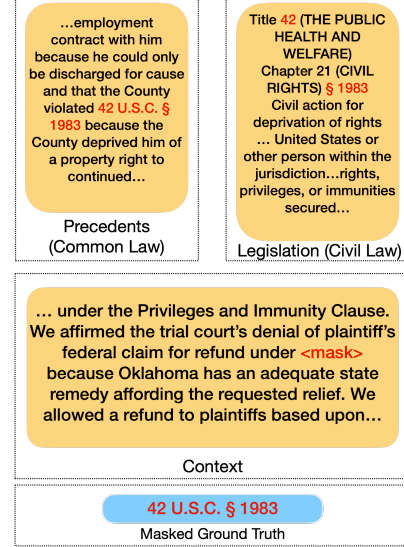 …employment
contract with him
because he could only
be discharged for cause
and that the County
violated 42 U.S.C. §
1983 because the
County deprived him of
a property right to
continued…
Precedents
(Common Law)
Title 42 (THE PUBLIC
HEALTH AND
WELFARE)
Chapter 21 (CIVIL
RIGHTS) § 1983
Civil action for
deprivation of rights
… United States or
other person within the
jurisdiction…rights,
privileges, or immunities
secured…
Legislation (Civil Law)
… under the Privileges and Immunity Clause.
We affirmed the trial court’s denial of plaintiff’s
federal claim for refund under <mask>
because Oklahoma has an adequate state
remedy affording the requested relief. We
allowed a refund to plaintiffs based upon…
Context
42 U.S.C. § 1983
Masked Ground Truth